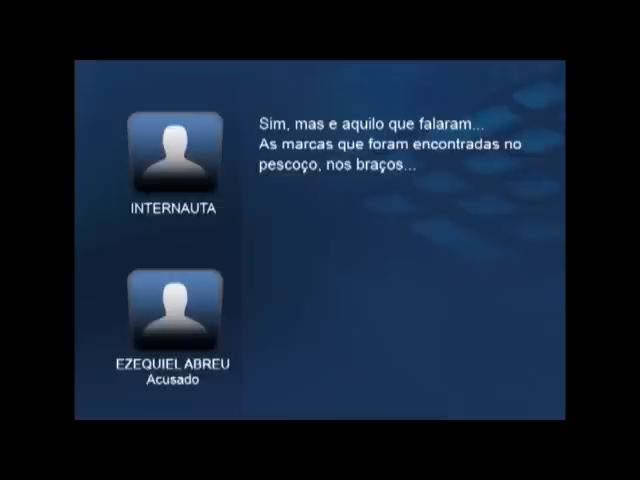 Sim, mas e aquilo que falaram...
As marcas que foram encontradas no
pescoço, nos braços...
INTERNAUTA
EZEQUIEL ABREU
Acusado